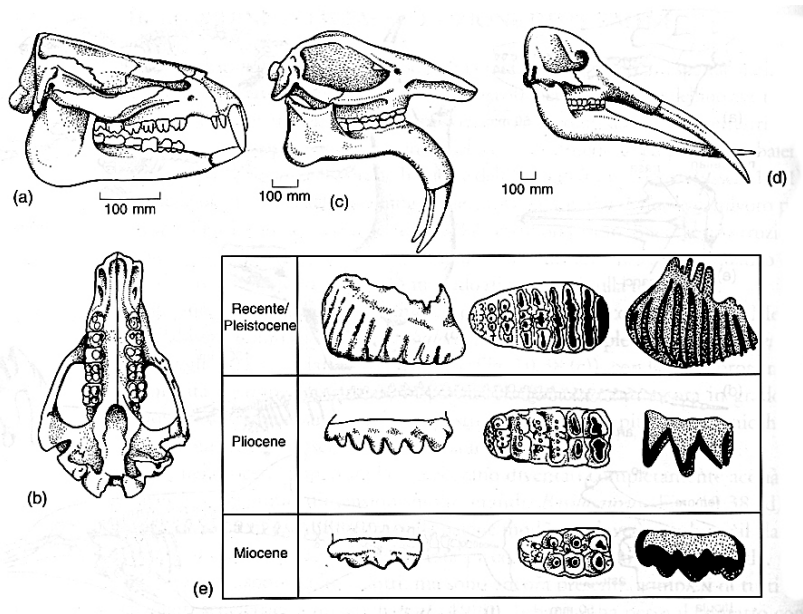 (a)
100 mm
100 mm
(c)
100 mm
(d)
(b)
Recente/
Pleistocene
Pliocene
Miocene
(e)